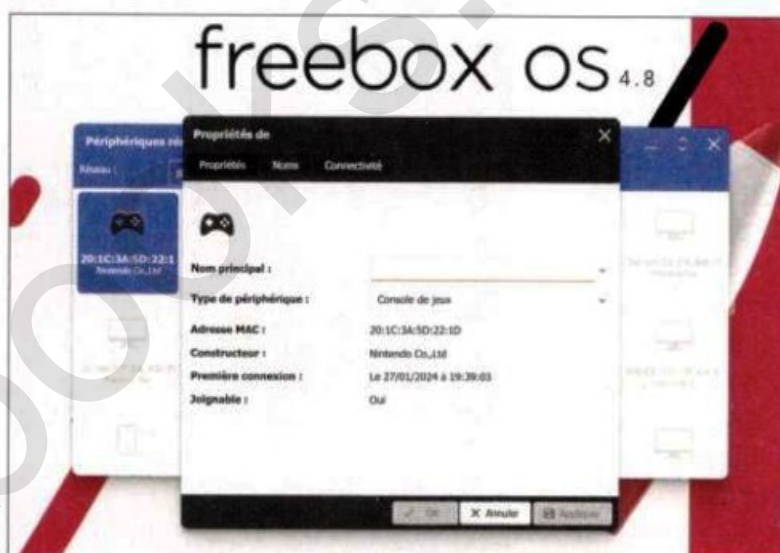 freebox os 4.8
Périphériques ré
Réseau :
20:1C:3A:5D:22:1
Nintendo Co.,Ltd
Propriétés de
Propriétés Noms Connectivité
Nom principal :
Type de périphérique : Console de jeux
Adresse MAC : 20:1C:3A:5D:22:1D
Constructeur : Nintendo Co.,Ltd
Première connexion : Le 27/01/2024 à 19:39:03
Joignable : Oui
OK Annuler Appliquer